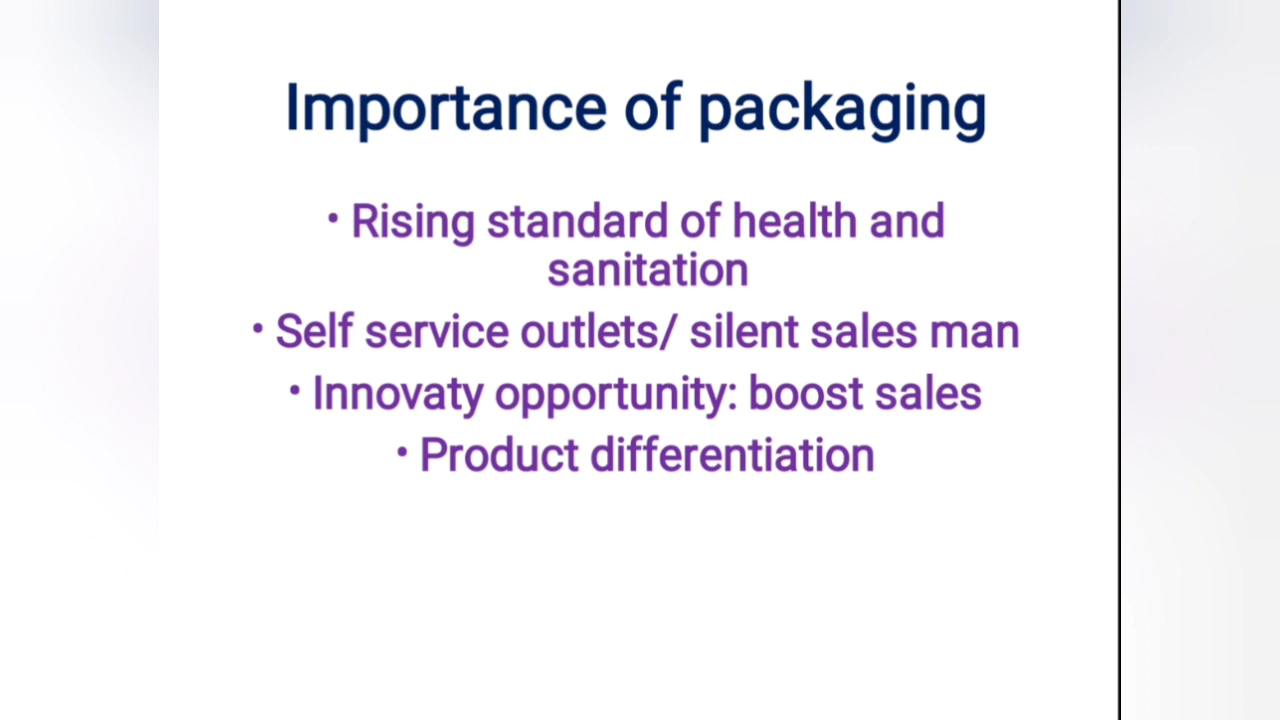 Importance of packaging
• Rising standard of health and
sanitation
• Self service outlets/ silent sales man
• Innovaty opportunity: boost sales
• Product differentiation